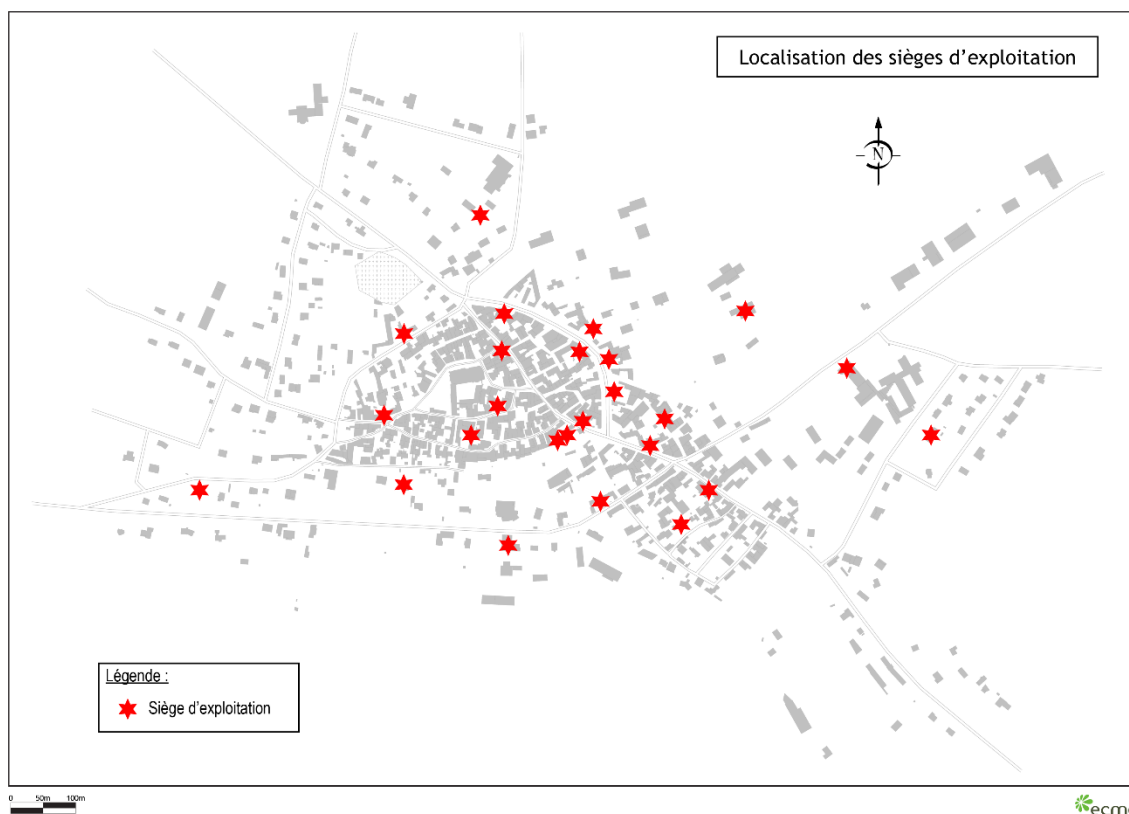 Localisation des sièges d'exploitation
N
Légende :
Siège d'exploitation
0 50m 100m
ecmo